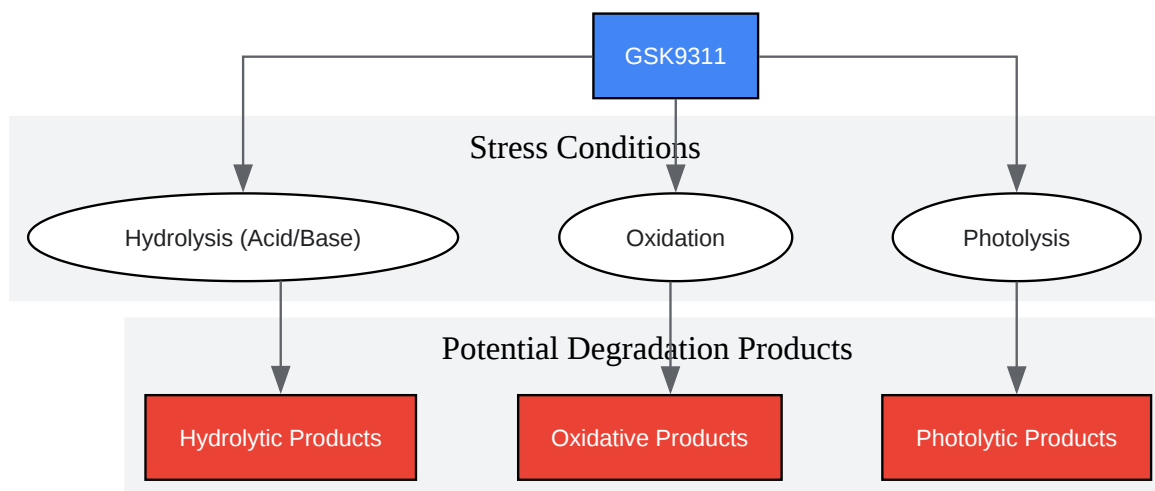 GSK9311
Stress Conditions
Hydrolysis (Acid/Base)
Oxidation
Photolysis
Potential Degradation Products
Hydrolytic Products
Oxidative Products
Photolytic Products